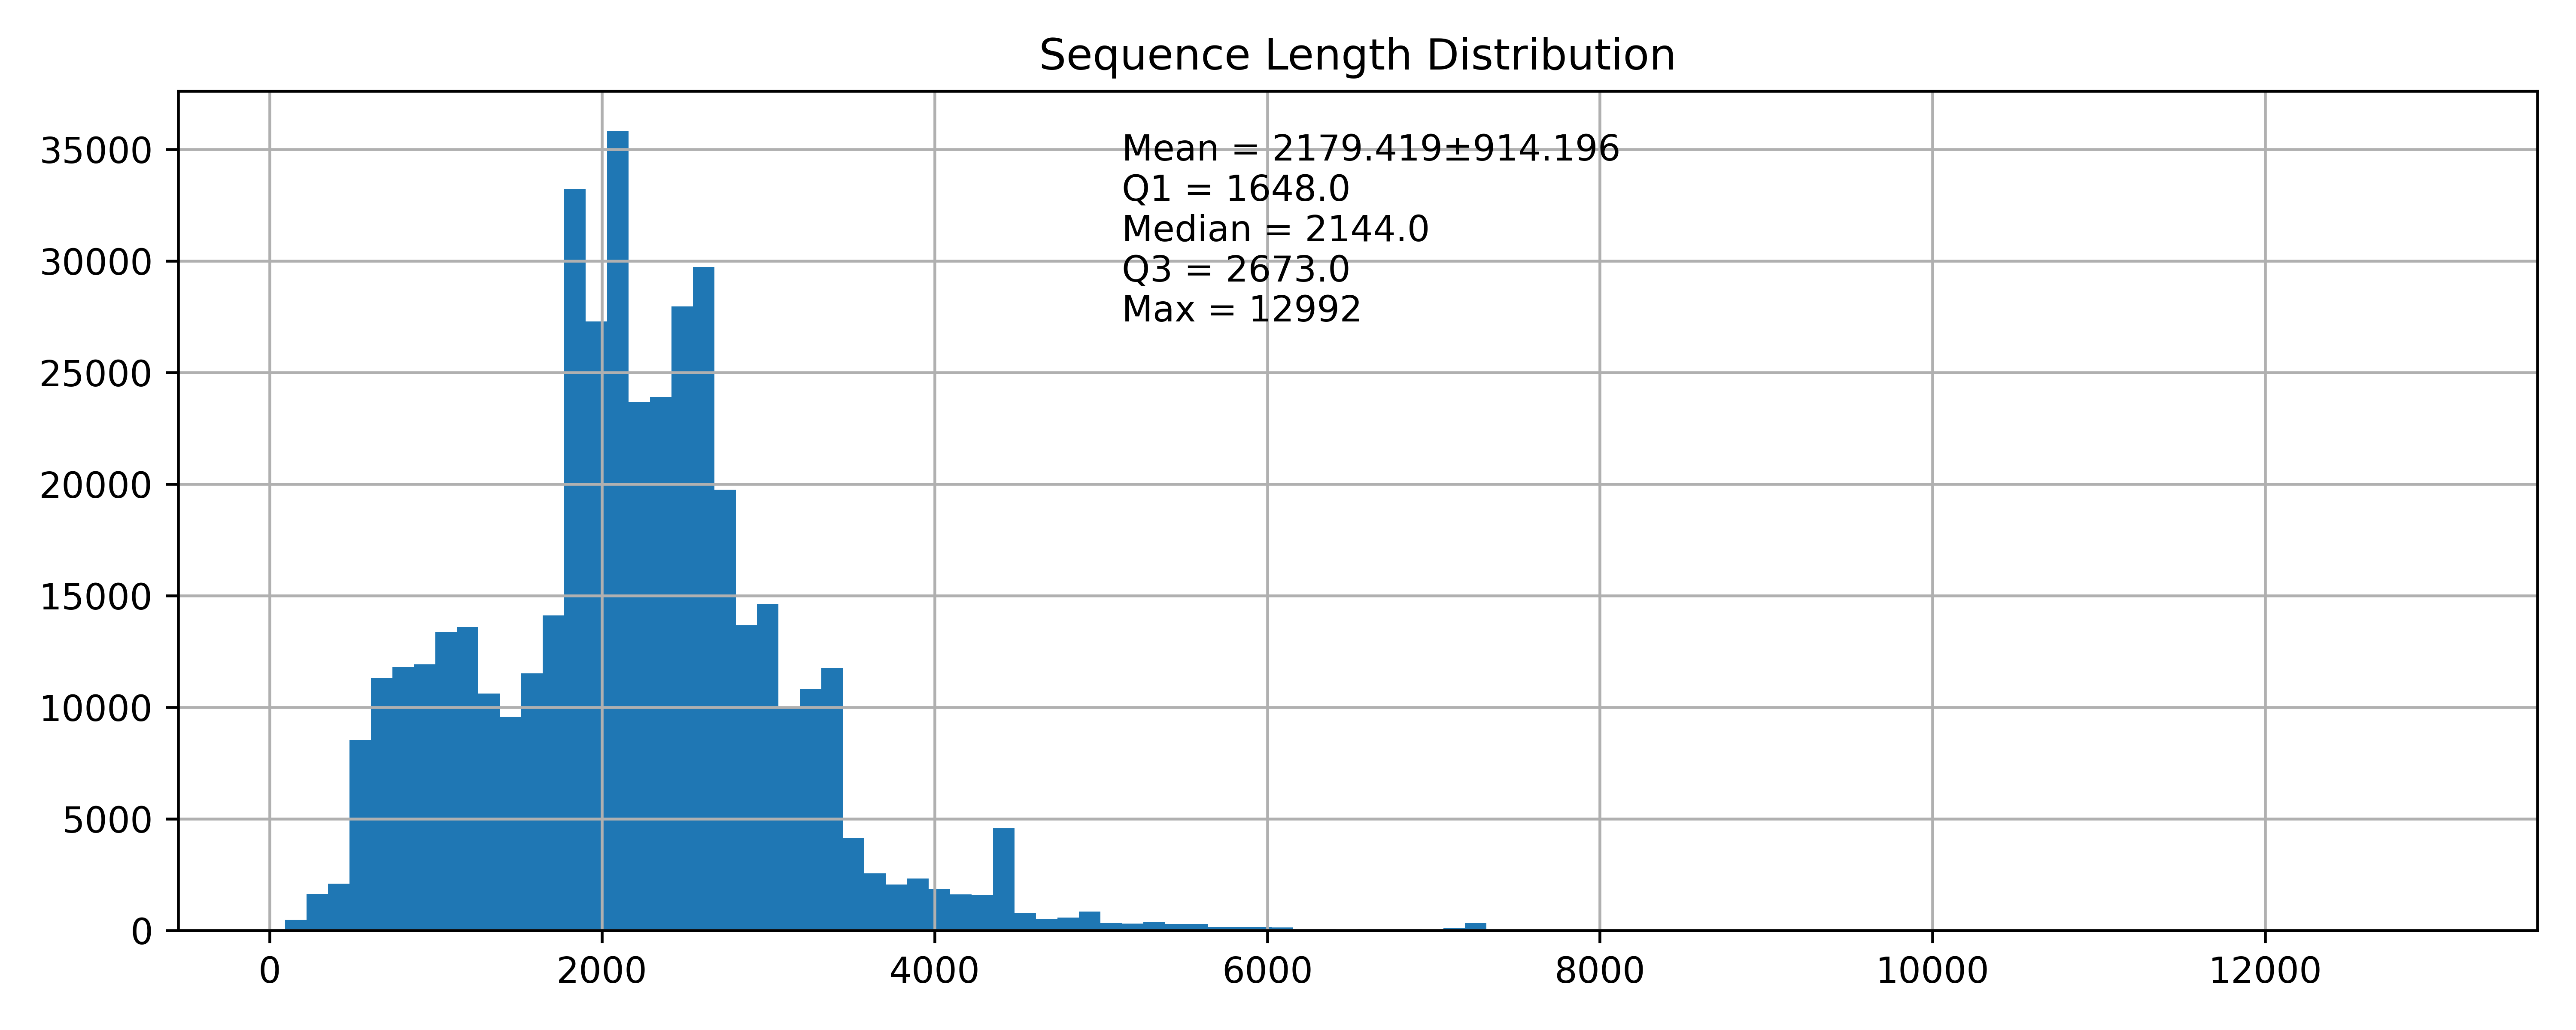 Sequence Length Distribution
Mean = 2179.419±914.196
Q1 = 1648.0
Median = 2144.0
Q3 = 2673.0
Max = 12992
35000
30000
25000
20000
15000
10000
5000
0
0 2000 4000 6000 8000 10000 12000